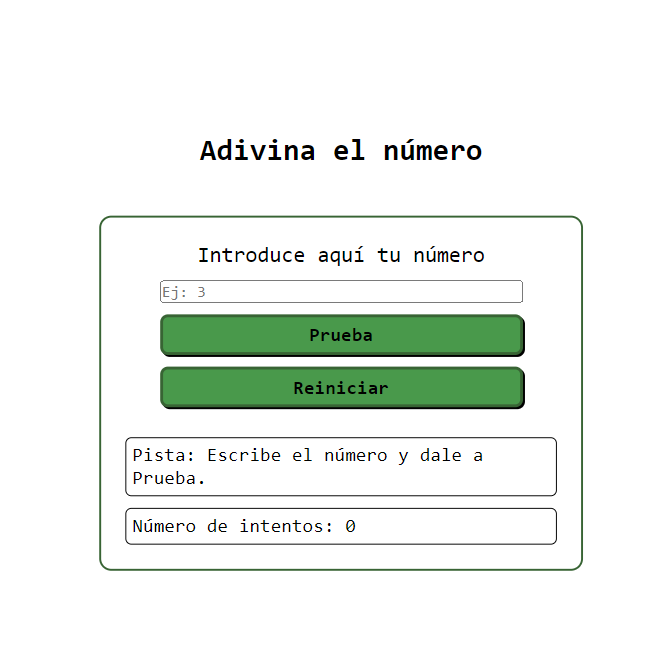 Adivina el número
Introduce aquí tu número
Ej: 3
Prueba
Reiniciar
Pista: Escribe el número y dale a
Prueba.
Número de intentos: 0